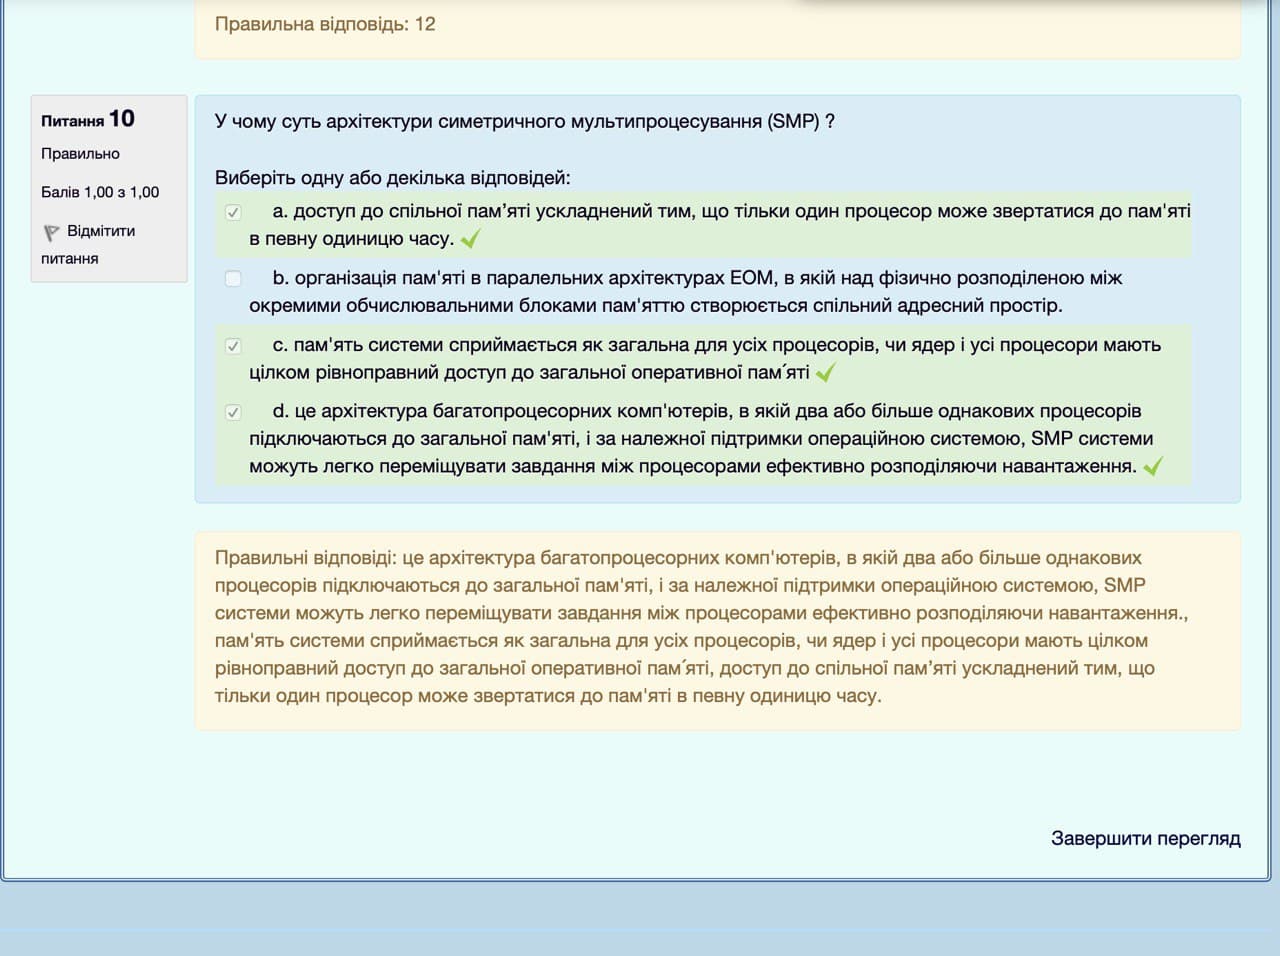 Правильна відповідь: 12
Питання 10
Правильно
Балів 1,00 з 1,00
Відмітити
питання
У чому суть архітектури симетричного мультипроцесування (SMP) ?
Виберіть одну або декілька відповідей:
a. доступ до спільної пам’яті ускладнений тим, що тільки один процесор може звертатися до пам'яті
в певну одиницю часу.
b. організація пам'яті в паралельних архітектурах ЕОМ, в якій над фізично розподіленою між
окремими обчислювальними блоками пам'яттю створюється спільний адресний простір.
c. пам'ять системи сприймається як загальна для усіх процесорів, чи ядер і усі процесори мають
цілком рівноправний доступ до загальної оперативної пам´яті
d. це архітектура багатопроцесорних комп'ютерів, в якій два або більше однакових процесорів
підключаються до загальної пам'яті, і за належної підтримки операційною системою, SMP системи
можуть легко переміщувати завдання між процесорами ефективно розподіляючи навантаження.
Правильні відповіді: це архітектура багатопроцесорних комп'ютерів, в якій два або більше однакових
процесорів підключаються до загальної пам'яті, і за належної підтримки операційною системою, SMP
системи можуть легко переміщувати завдання між процесорами ефективно розподіляючи навантаження.,
пам'ять системи сприймається як загальна для усіх процесорів, чи ядер і усі процесори мають цілком
рівноправний доступ до загальної оперативної пам´яті, доступ до спільної пам’яті ускладнений тим, що
тільки один процесор може звертатися до пам'яті в певну одиницю часу.
Завершити перегляд